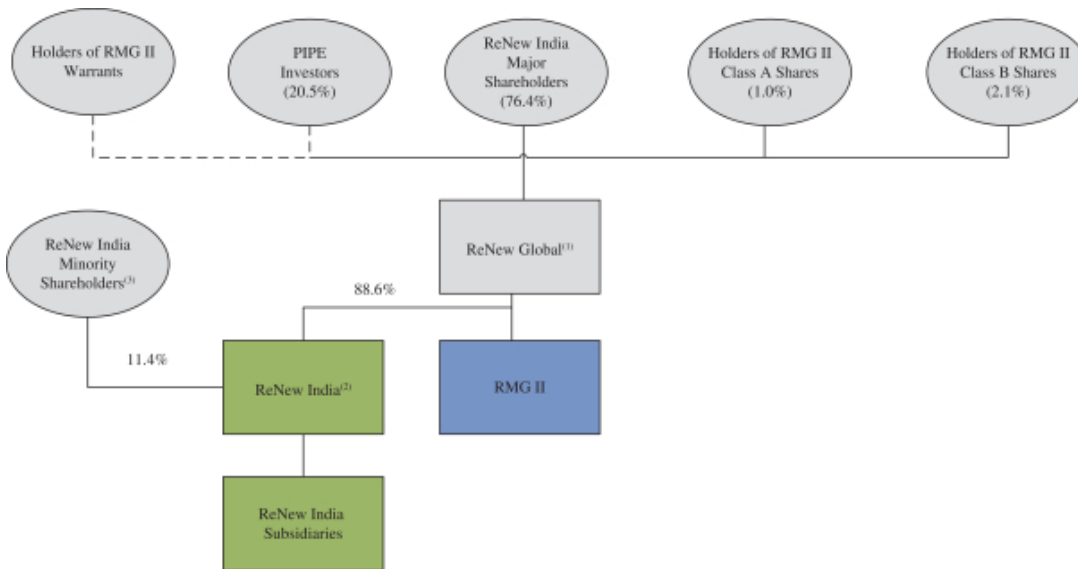 Holders of RMG II
Warrants
PIPE
Investors
(20.5%)
ReNew India
Major
Shareholders
(76.4%)
Holders of RMG II
Class A Shares
(1.0%)
Holders of RMG II
Class B Shares
(2.1%)
ReNew India
Minority
Shareholders(3)
ReNew Global(1)
88.6%
11.4%
ReNew India(2)
RMG II
ReNew India
Subsidiaries